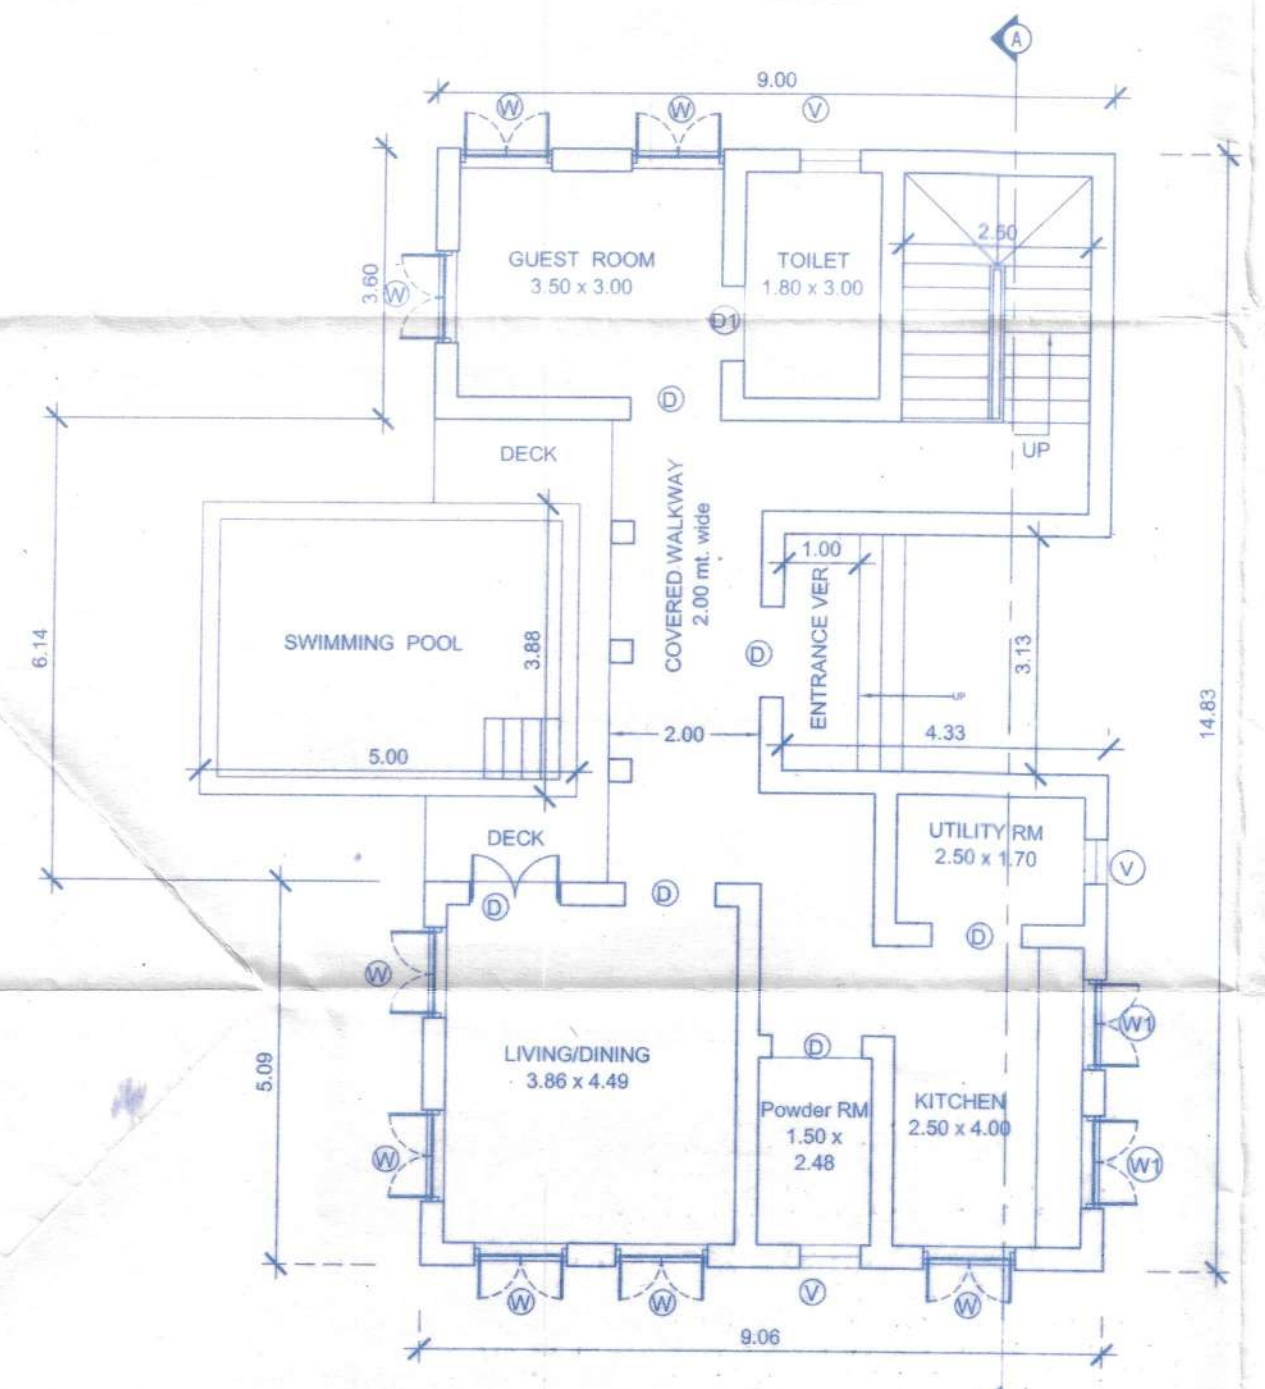 A
9.00
W
W
V
GUEST ROOM
3.50 x 3.00
TOILET
1.80 x 3.00
2.50
3.60
W
D1
D
DECK
UP
COVERED WALKWAY
2.00 mt. wide
1.00
ENTRANCE VER
SWIMMING POOL
3.88
6.14
D
3.13
UP
14.83
2.00
4.33
5.00
DECK
UTILITY RM
2.50 x 1.70
V
D
D
D
W
W1
D
LIVING/DINING
3.86 x 4.49
5.09
Powder RM
1.50 x
2.48
KITCHEN
2.50 x 4.00
W
W1
W
W
V
W
9.06